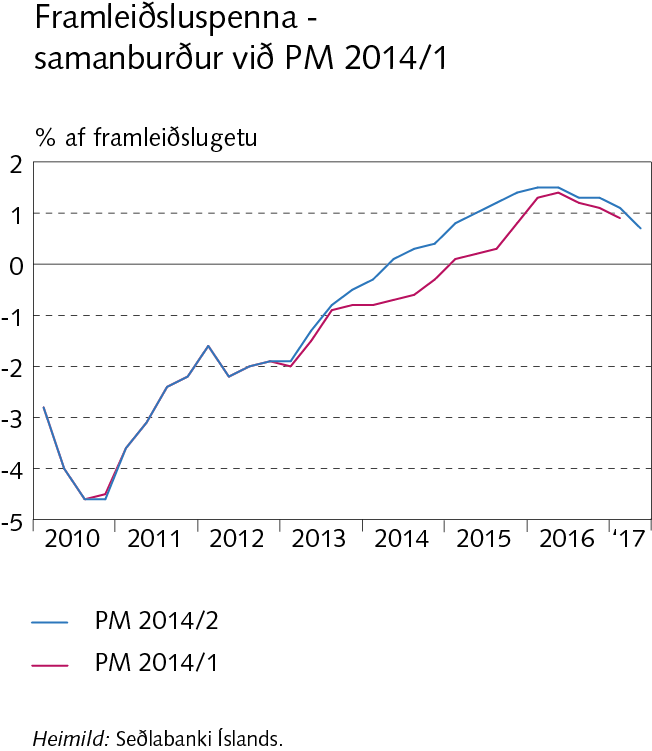 Framleiðsluspenna -
samanburður við PM 2014/1
% af framleiðslugetu
2
1
0
-1
-2
-3
-4
-5
2010 2011 2012 2013 2014 2015 2016 '17
PM 2014/2
PM 2014/1
Heimild: Seðlabanki Íslands.